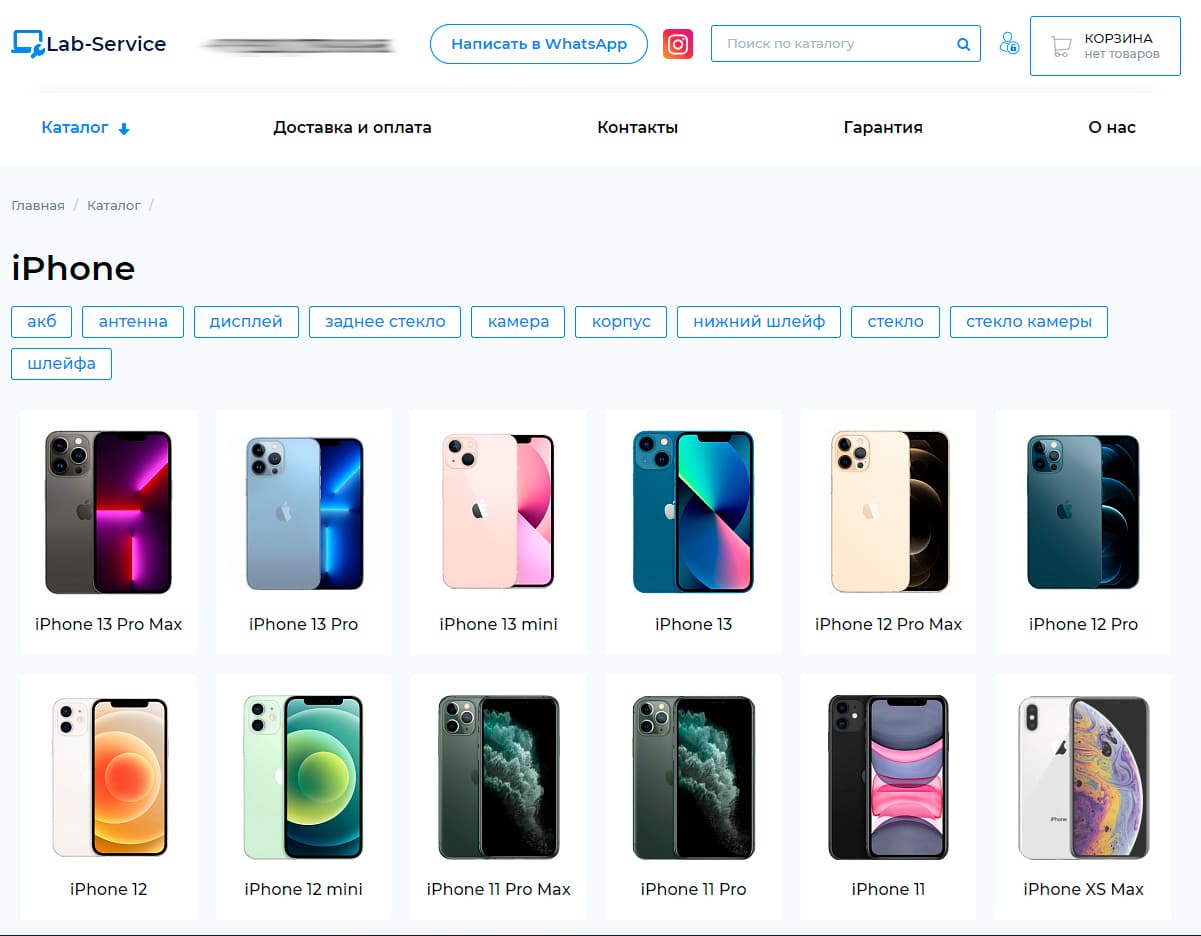 Lab-Service
Написать в WhatsApp
Поиск по каталогу
КОРЗИНА
нет товаров
Каталог
Доставка и оплата
Контакты
Гарантия
О нас
Главная / Каталог /
iPhone
акб антенна дисплей заднее стекло камера корпус нижний шлейф стекло стекло камеры
шлейфа
iPhone 13 Pro Max
iPhone 13 Pro
iPhone 13 mini
iPhone 13
iPhone 12 Pro Max
iPhone 12 Pro
iPhone
iPhone 12
iPhone 12 mini
iPhone 11 Pro Max
iPhone 11 Pro
iPhone 11
iPhone XS Max